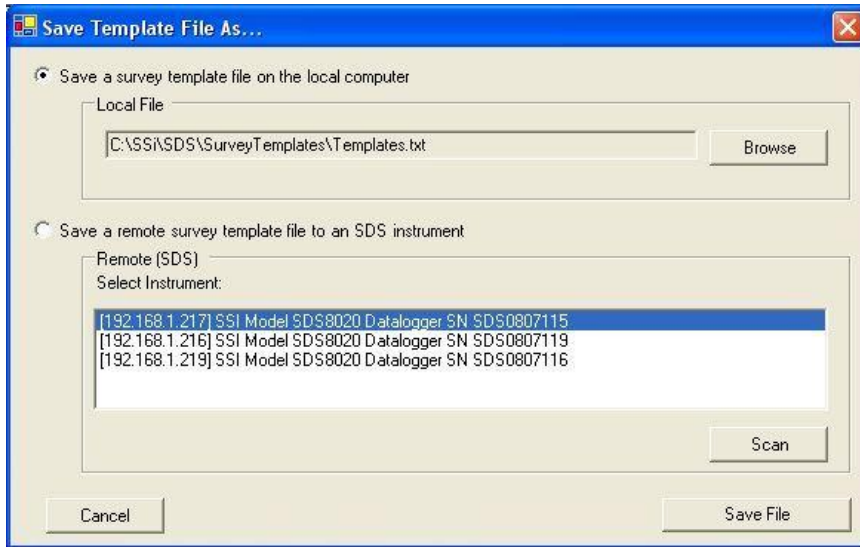 Save Template File As...
Save a survey template file on the local computer
Local File
C:\SSi\SDS\SurveyTemplates\Templates.txt
Browse
Save a remote survey template file to an SDS instrument
Remote (SDS)
Select Instrument:
[192.168.1.217] SSI Model SDS8020 Datalogger SN SDS0807115
[192.168.1.216] SSI Model SDS8020 Datalogger SN SDS0807119
[192.168.1.219] SSI Model SDS8020 Datalogger SN SDS0807116
Scan
Cancel
Save File